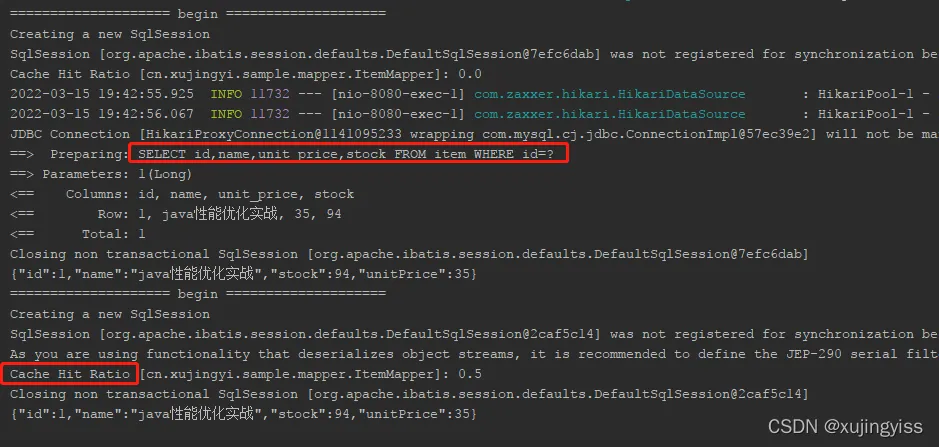 ==================== begin ====================
Creating a new SqlSession
SqlSession [org.apache.ibatis.session.defaults.DefaultSqlSession@7efc6dab] was not registered for synchronization be
Cache Hit Ratio [cn.xujingyi.sample.mapper.ItemMapper]: 0.0
2022-03-15 19:42:55.925  INFO 11732 --- [nio-8080-exec-1] com.zaxxer.hikari.HikariDataSource       : HikariPool-1 -
2022-03-15 19:42:56.067  INFO 11732 --- [nio-8080-exec-1] com.zaxxer.hikari.HikariDataSource       : HikariPool-1 -
JDBC Connection [HikariProxyConnection@1141095233 wrapping com.mysql.cj.jdbc.ConnectionImpl@57ec39e2] will not be ma
==>  Preparing: SELECT id,name,unit_price,stock FROM item WHERE id=?
==> Parameters: 1(Long)
<==    Columns: id, name, unit_price, stock
<==        Row: 1, java性能优化实战, 35, 94
<==      Total: 1
Closing non transactional SqlSession [org.apache.ibatis.session.defaults.DefaultSqlSession@7efc6dab]
{"id":1,"name":"java性能优化实战","stock":94,"unitPrice":35}
==================== begin ====================
Creating a new SqlSession
SqlSession [org.apache.ibatis.session.defaults.DefaultSqlSession@2caf5c14] was not registered for synchronization be
As you are using functionality that deserializes object streams, it is recommended to define the JEP-290 serial filt
Cache Hit Ratio [cn.xujingyi.sample.mapper.ItemMapper]: 0.5
Closing non transactional SqlSession [org.apache.ibatis.session.defaults.DefaultSqlSession@2caf5c14]
{"id":1,"name":"java性能优化实战","stock":94,"unitPrice":35}
CSDN @xujingyiss